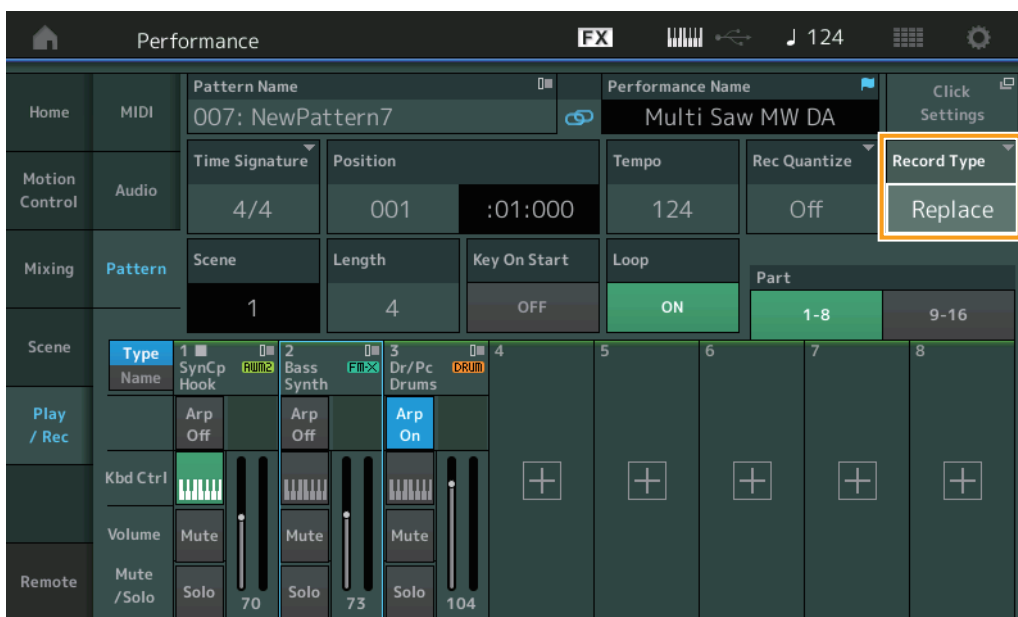 Performance
FX
124
Home
Motion
Control
Mixing
Scene
Play
/ Rec
Remote
MIDI
Audio
Pattern
Pattern Name
007: NewPattern7
Performance Name
Multi Saw MW DA
Click
Settings
Time Signature
4/4
Position
001
:01:000
Tempo
124
Rec Quantize
Off
Record Type
Replace
Scene
1
Length
4
Key On Start
OFF
Loop
ON
Part
1-8
9-16
Type
Name
Kbd Ctrl
Volume
Mute
/Solo
1
SynCp
Hook
AWM2
Arp
Off
Mute
Solo
70
2
Bass
Synth
FM-X
Arp
Off
Mute
Solo
73
3
Dr/Pc
Drums
DRUM
Arp
On
Mute
Solo
104
4
5
6
7
8